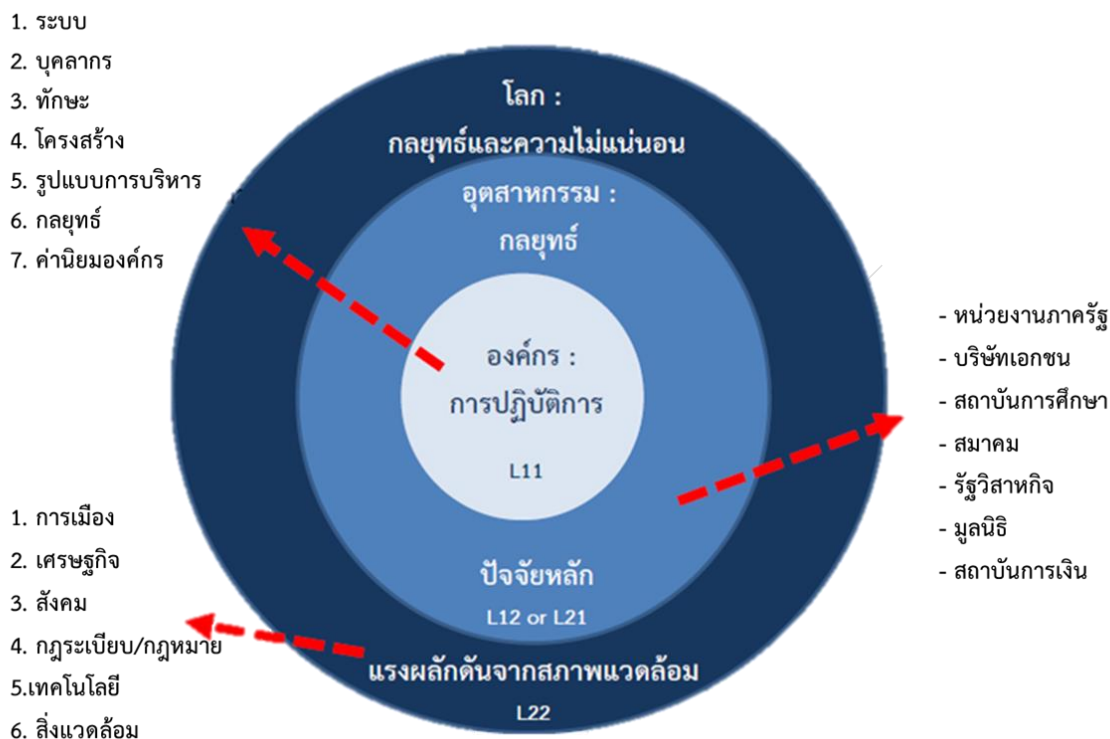 1. ระบบ
2. บุคลากร
3. ทักษะ
4. โครงสร้าง
5. รูปแบบการบริหาร
6. กลยุทธ์
7. ค่านิยมองค์กร
โลก :
กลยุทธ์และความไม่แน่นอน
อุตสาหกรรม :
กลยุทธ์
องค์กร :
การปฏิบัติการ
L11
ปัจจัยหลัก
L12 or L21
แรงผลักดันจากสภาพแวดล้อม
L22
- หน่วยงานภาครัฐ
- บริษัทเอกชน
- สถาบันการศึกษา
- สมาคม
- รัฐวิสาหกิจ
- มูลนิธิ
- สถาบันการเงิน
1. การเมือง
2. เศรษฐกิจ
3. สังคม
4. กฎระเบียบ/กฎหมาย
5.เทคโนโลยี
6. สิ่งแวดล้อม